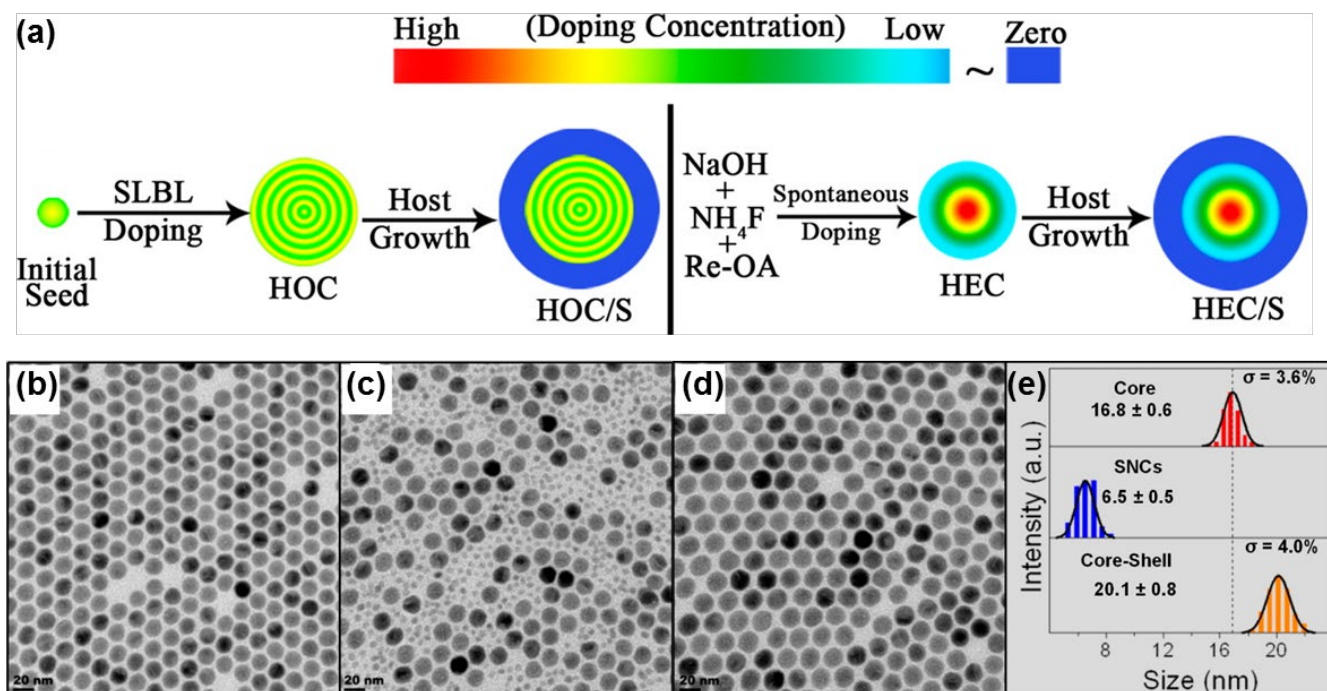 (a)
High (Doping Concentration) Low Zero
~
SLBL
Doping
Initial
Seed
HOC
Host
Growth
HOC/S
NaOH
+
NH4F
+
Re-OA
Spontaneous
Doping
HEC
Host
Growth
HEC/S
(b)
20 nm
(c)
20 nm
(d)
20 nm
(e)
Intensity (a.u.)
Core
16.8 ± 0.6
σ = 3.6%
SNCs
6.5 ± 0.5
Core-Shell
20.1 ± 0.8
σ = 4.0%
8 12 16 20
Size (nm)